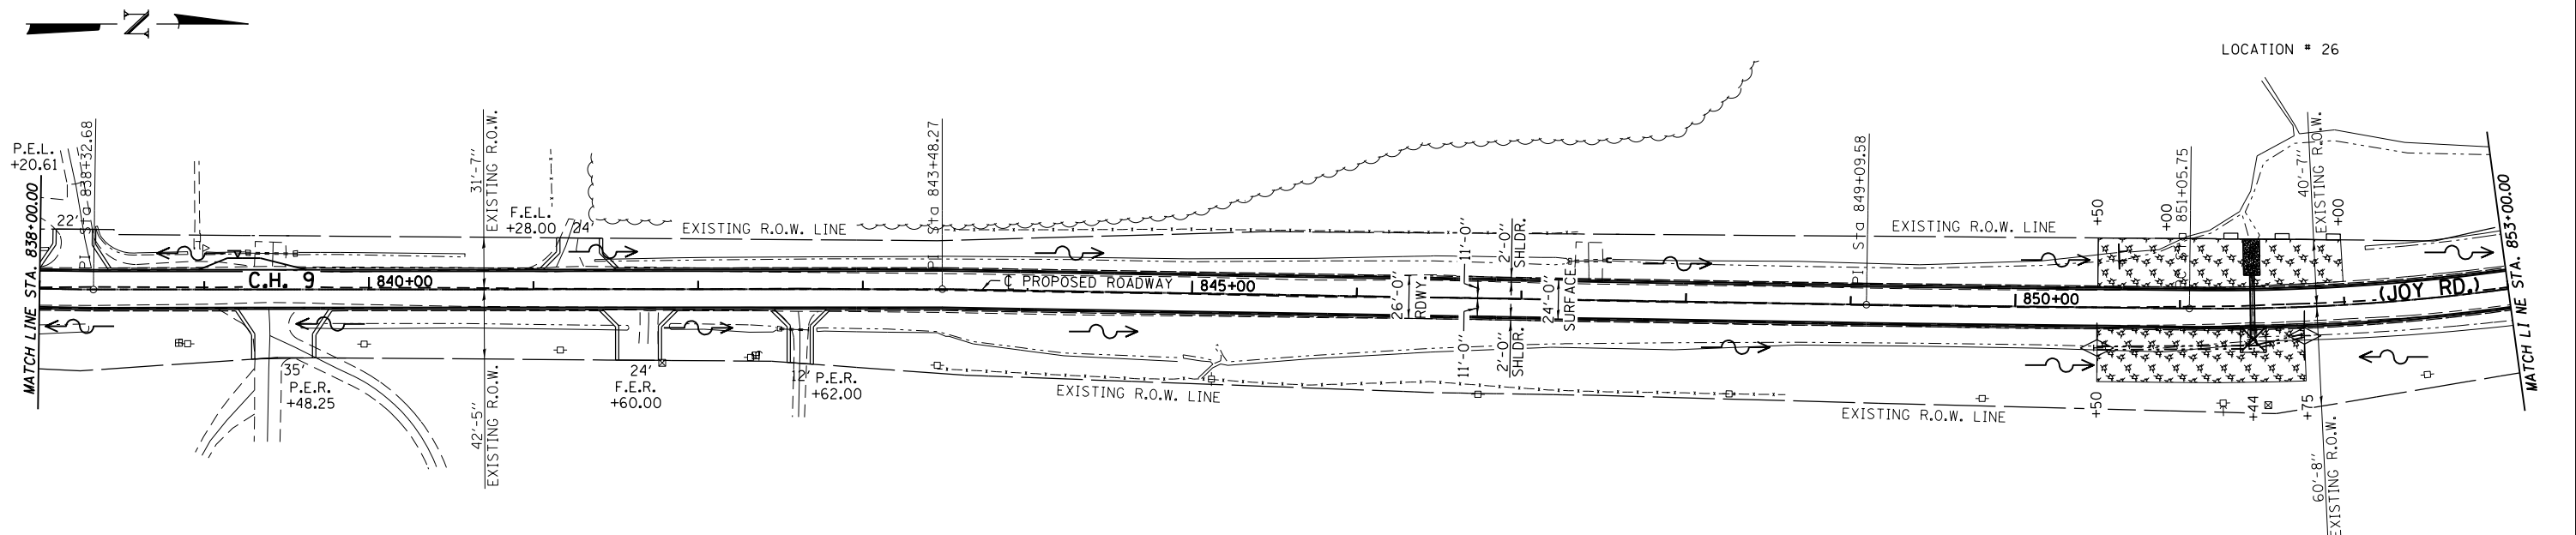 N
LOCATION # 26
P.E.L.
+20.61
22'
PI Sta 838+32.68
31'-7"
EXISTING R.O.W.
F.E.L.
+28.00
24'
EXISTING R.O.W. LINE
PI Sta 843+48.27
11'-0"
2'-0"
SHLDR.
PI Sta 849+09.58
EXISTING R.O.W. LINE
+50
+00
851+05.75
40'-7"
EXISTING R.O.W.
+00
MATCH LINE STA. 838+00.00
C.H. 9
840+00
℄ PROPOSED ROADWAY
845+00
26'-0"
RDWY.
24'-0"
SURFACE
850+00
(JOY RD.)
MATCH LINE STA. 853+00.00
35'
P.E.R.
+48.25
42'-5"
EXISTING R.O.W.
24'
F.E.R.
+60.00
12'
P.E.R.
+62.00
EXISTING R.O.W. LINE
11'-0"
2'-0"
SHLDR.
EXISTING R.O.W. LINE
+50
+44
+75
60'-8"
EXISTING R.O.W.